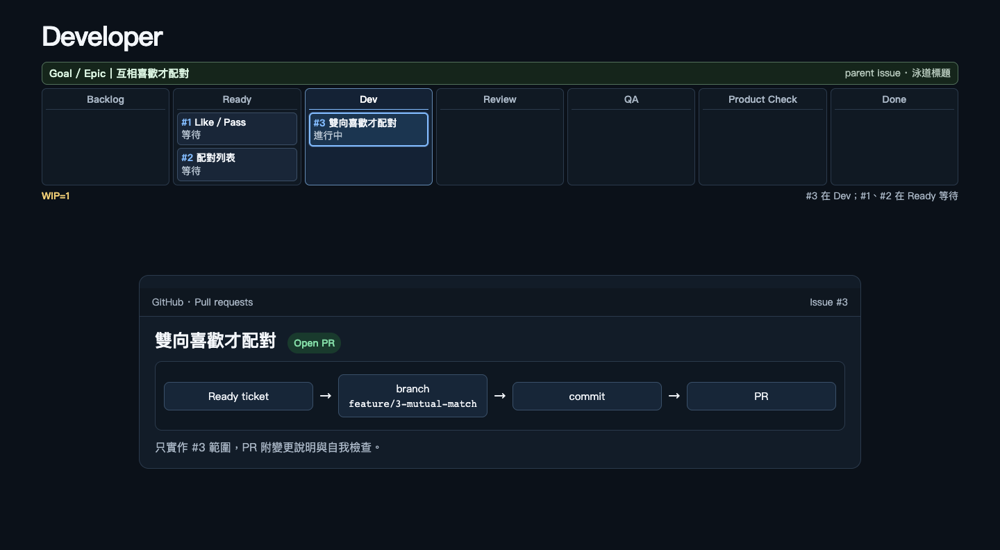 Developer
Goal / Epic｜互相喜歡才配對
parent issue · 泳道標題
Backlog
Ready
Dev
Review
QA
Product Check
Done
#1 Like / Pass
等待
#2 配對列表
等待
#3 雙向喜歡才配對
進行中
WIP=1
#3 在 Dev；#1、#2 在 Ready 等待
GitHub · Pull requests
Issue #3
雙向喜歡才配對
Open PR
Ready ticket
→
branch
feature/3-mutual-match
→
commit
→
PR
只實作 #3 範圍，PR 附變更說明與自我檢查。